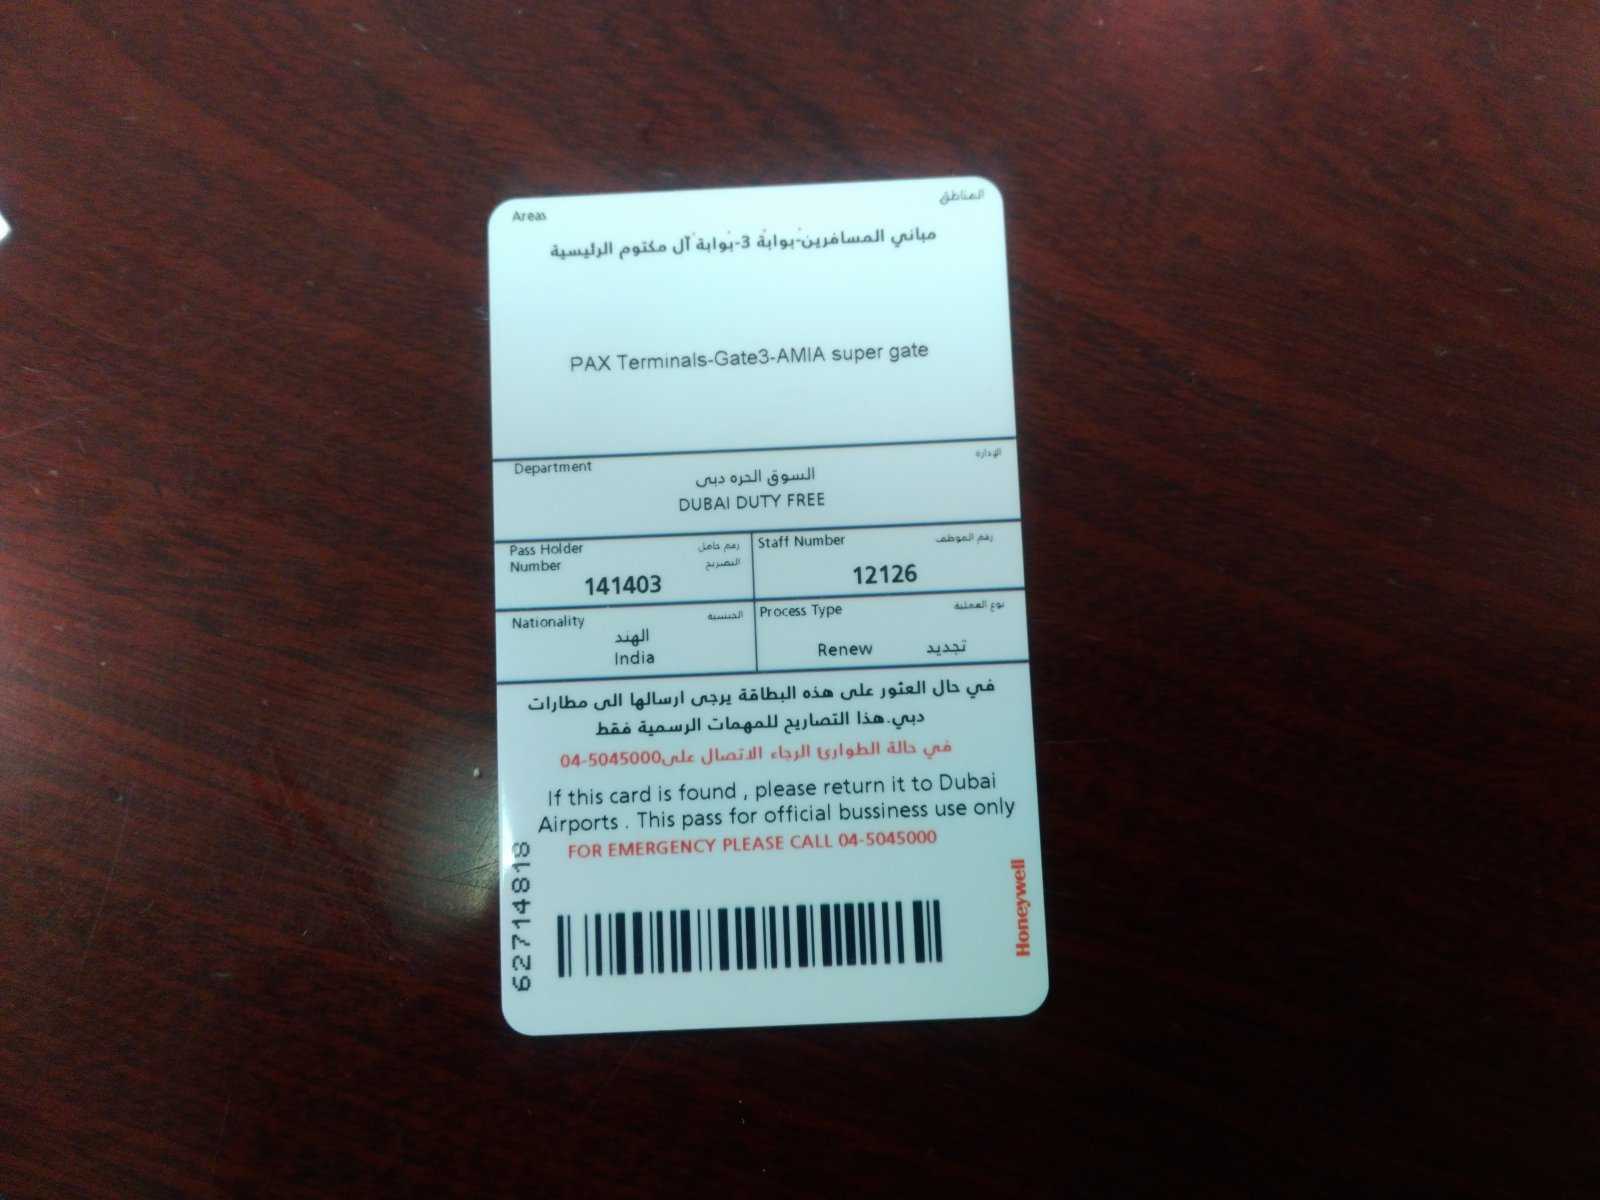 Areas
المناطق
مباني المسافرين-بوابة 3-بوابة آل مكتوم الرئيسية
PAX Terminals-Gate3-AMIA super gate
Department
الإدارة
السوق الحره دبى
DUBAI DUTY FREE
Pass Holder
Number
رقم حامل
التصريح
141403
Staff Number
رقم الموظف
12126
Nationality
الجنسية
الهند
India
Process Type
نوع العملية
Renew تجديد
في حال العثور على هذه البطاقة يرجى ارسالها الى مطارات
دبي.هذا التصاريح للمهمات الرسمية فقط
في حالة الطوارئ الرجاء الاتصال على04-5045000
If this card is found , please return it to Dubai
Airports . This pass for official bussiness use only
FOR EMERGENCY PLEASE CALL 04-5045000
62714818
Honeywell